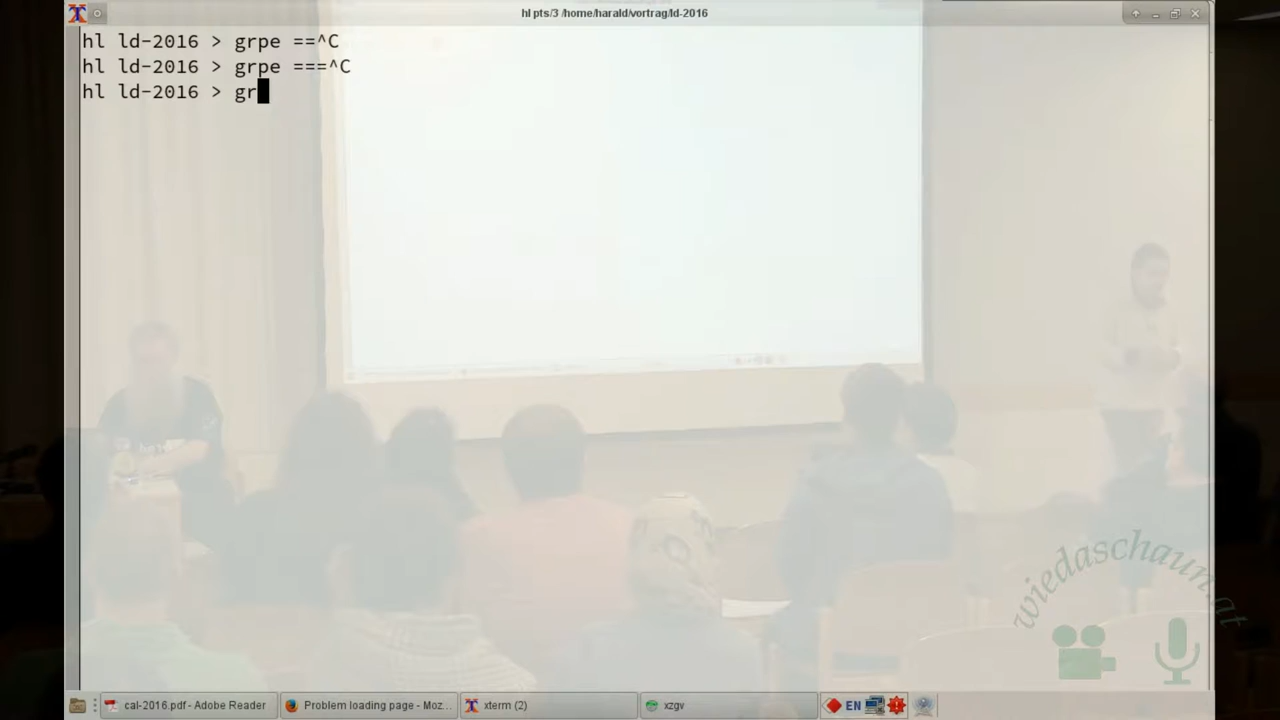 hl pts/3 /home/harald/vortrag/ld-2016
hl ld-2016 > grpe ==^C
hl ld-2016 > grpe ===^C
hl ld-2016 > gr
wiedaschaun.at
cal-2016.pdf - Adobe Reader
Problem loading page - Moz...
xterm (2)
xzgv
EN